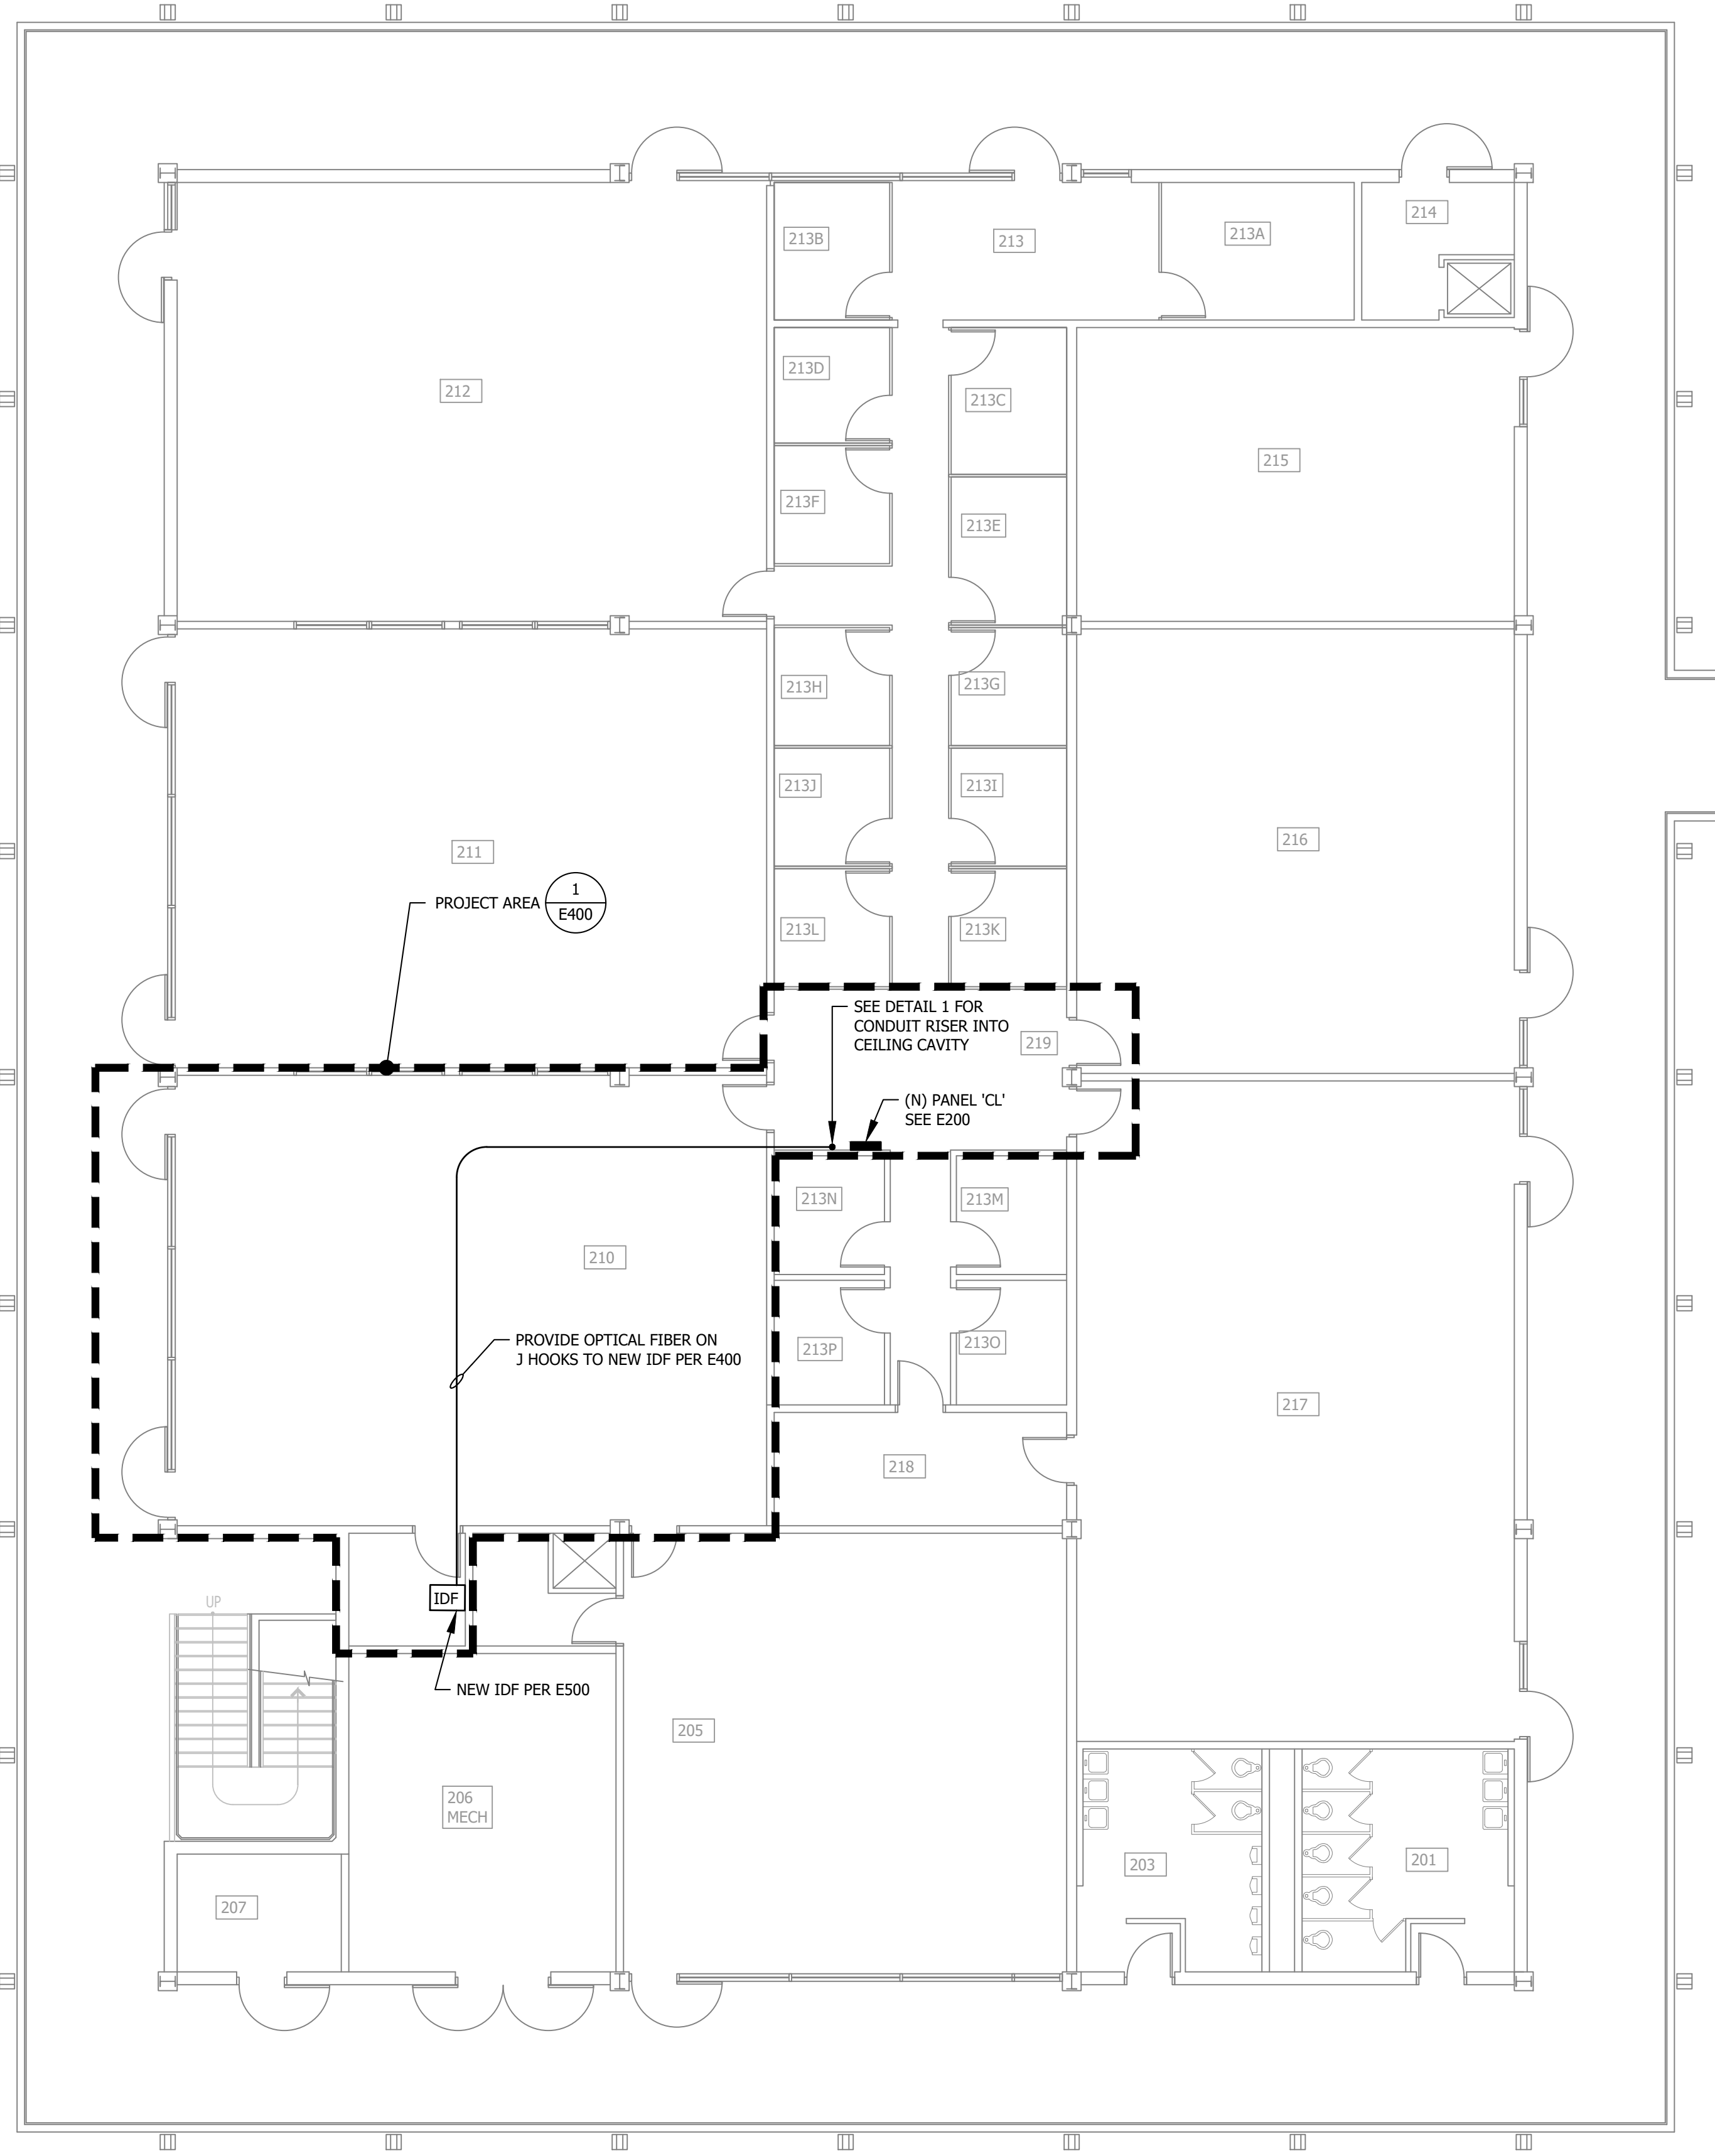 214
213B
213
213A
213D
212
213C
215
213F
213E
213H
213G
213J
213I
216
211
1
PROJECT AREA
E400
213L
213K
SEE DETAIL 1 FOR
CONDUIT RISER INTO
CEILING CAVITY
219
(N) PANEL 'CL'
SEE E200
213N
213M
210
PROVIDE OPTICAL FIBER ON
J HOOKS TO NEW IDF PER E400
213P
213O
217
218
UP
IDF
NEW IDF PER E500
205
206
MECH
203
201
207